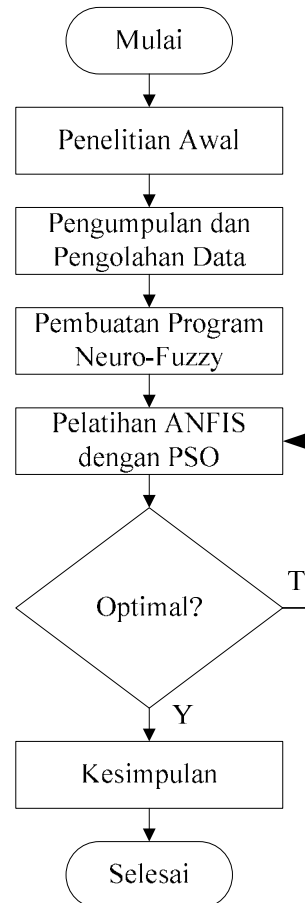 Mulai
Penelitian Awal
Pengumpulan dan
Pengolahan Data
Pembuatan Program
Neuro-Fuzzy
Pelatihan ANFIS
dengan PSO
Optimal?
T
Y
Kesimpulan
Selesai